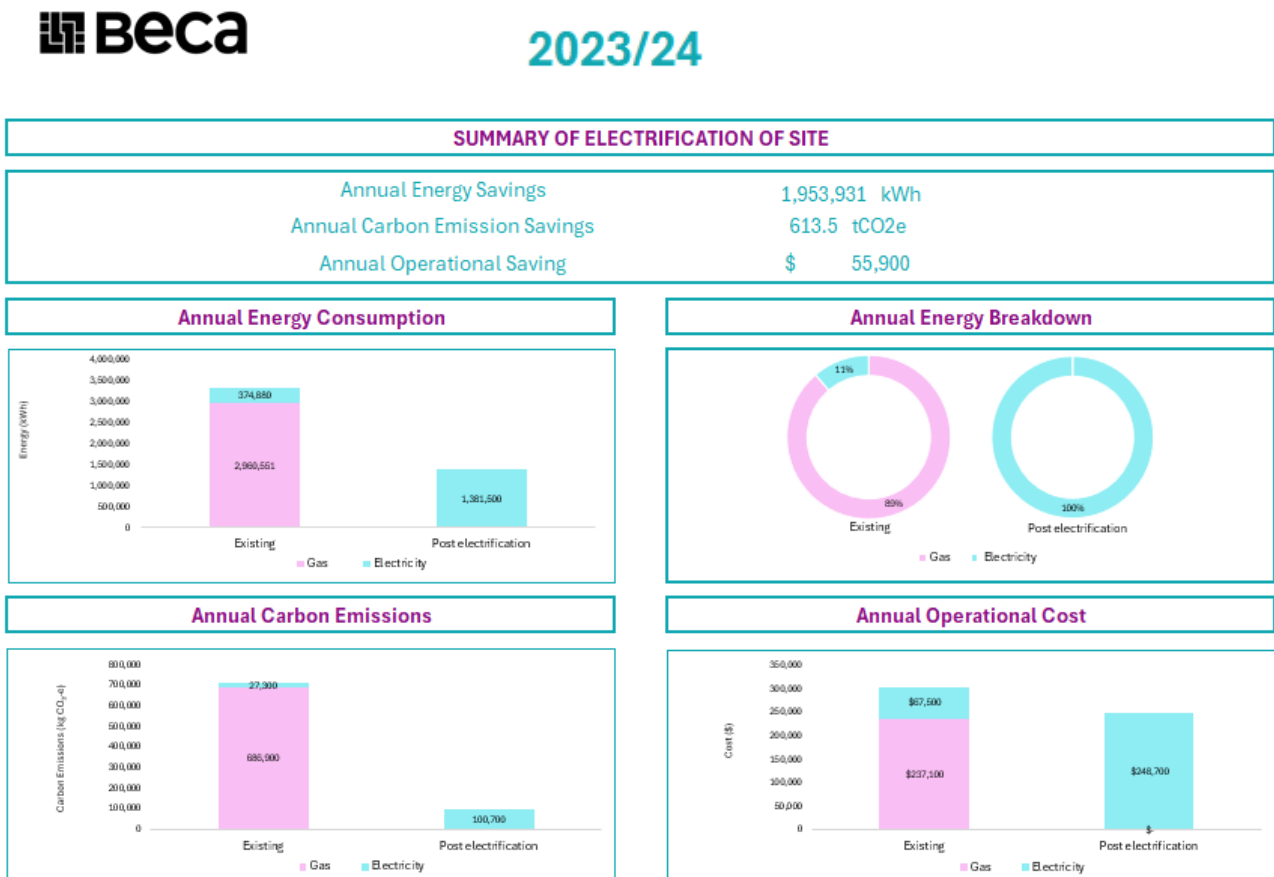 Beca
2023/24
SUMMARY OF ELECTRIFICATION OF SITE
Annual Energy Savings 1,953,931 kWh
Annual Carbon Emission Savings 613.5 tCO2e
Annual Operational Saving $ 55,900
Annual Energy Consumption
Energy (kWh)
4,000,000
3,500,000
3,000,000
2,500,000
2,000,000
1,500,000
1,000,000
500,000
0
374,880
2,960,551
1,381,500
Existing Post electrification
Gas Electricity
Annual Energy Breakdown
11%
89%
100%
Existing Post electrification
Gas Electricity
Annual Carbon Emissions
Carbon Emissions (kg CO₂-e)
800,000
700,000
600,000
500,000
400,000
300,000
200,000
100,000
0
27,300
686,900
100,700
Existing Post electrification
Gas Electricity
Annual Operational Cost
Cost ($)
350,000
300,000
250,000
200,000
150,000
100,000
50,000
0
$67,500
$237,100
$248,700
$-
Existing Post electrification
Gas Electricity